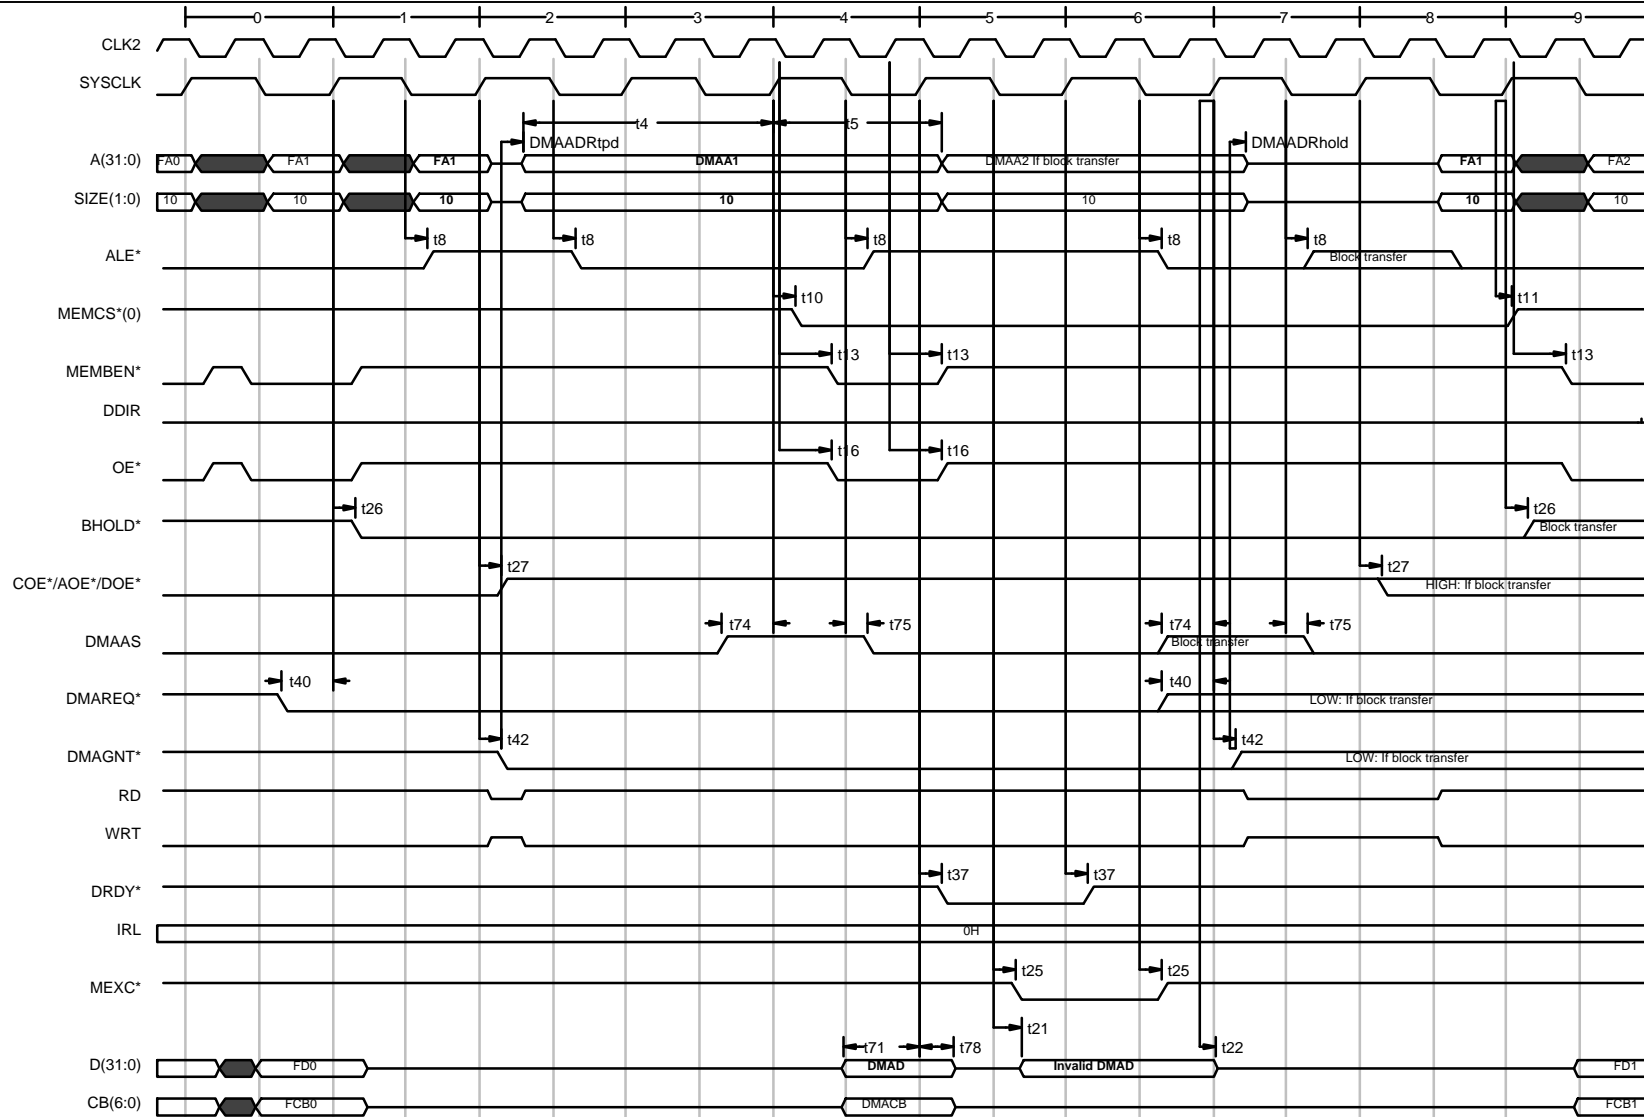 0 1 2 3 4 5 6 7 8 9
CLK2
SYSCLK
t4 t5
DMAADRtpd DMAADRhold
A(31:0) FA0 FA1 FA1 DMAA1 DMAA2 If block transfer FA1 FA2
SIZE(1:0) 10 10 10 10 10 10 10
t8 t8 t8 t8 t8
ALE* Block transfer
t10 t11
MEMCS*(0)
t13 t13 t13
MEMBEN*
DDIR
t16 t16
OE*
t26 t26
BHOLD* Block transfer
t27 t27
COE*/AOE*/DOE* HIGH: If block transfer
t74 t75 t74 t75
DMAAS Block transfer
t40 t40
DMAREQ* LOW: If block transfer
t42 t42
DMAGNT* LOW: If block transfer
RD
WRT
t37 t37
DRDY*
IRL 0H
t25 t25
MEXC*
t21
t71 t78 t22
D(31:0) FD0 DMAD Invalid DMAD FD1
CB(6:0) FCB0 DMACB FCB1